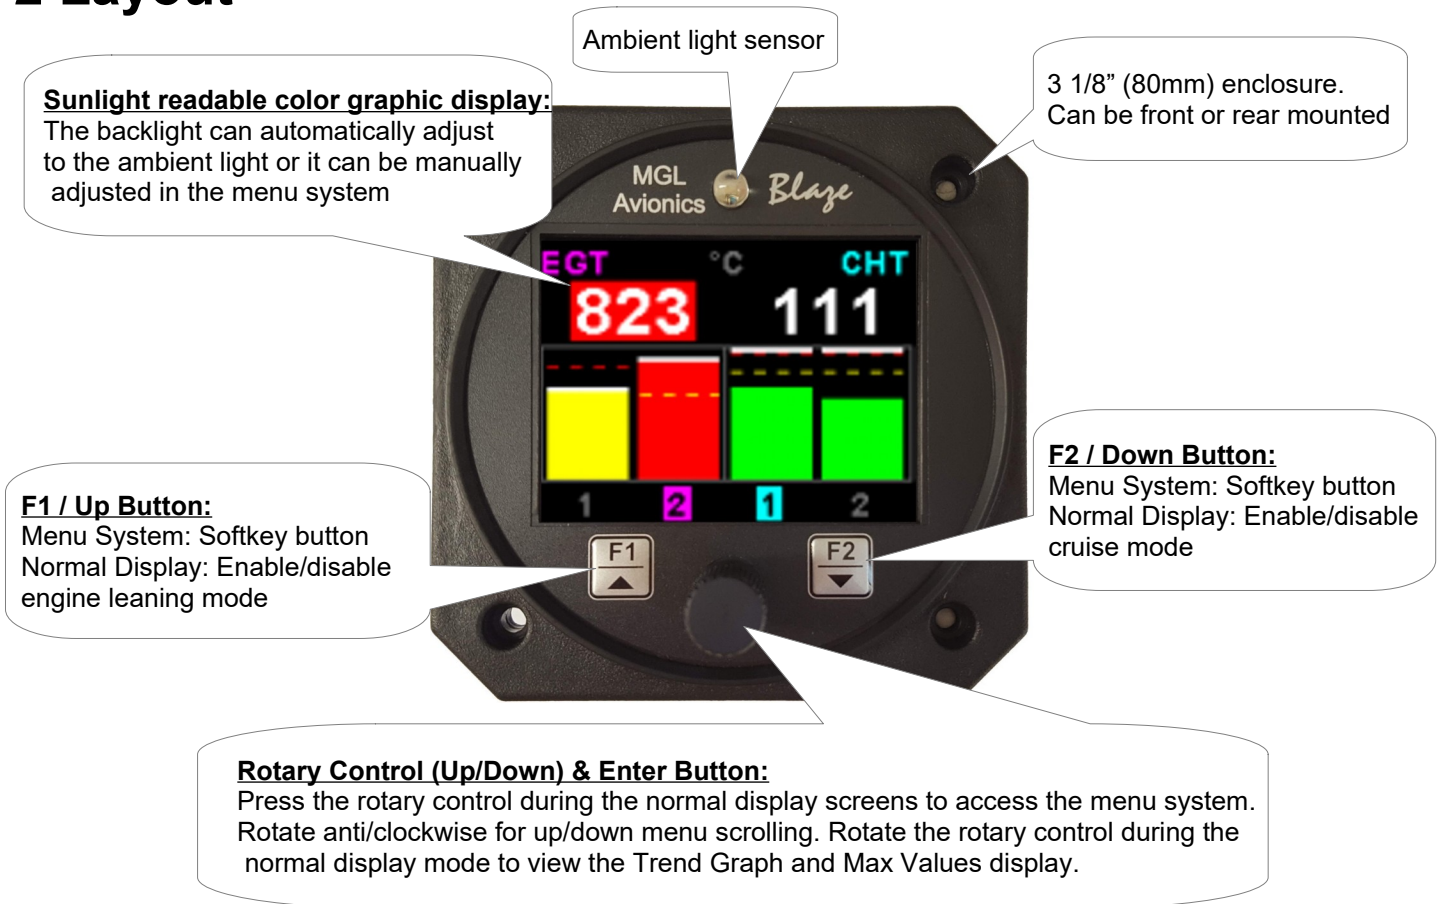 2 Layout
Ambient light sensor
Sunlight readable color graphic display:
The backlight can automatically adjust
to the ambient light or it can be manually
adjusted in the menu system
3 1/8” (80mm) enclosure.
Can be front or rear mounted
MGL
Avionics
Blaze
EGT °C CHT
823 111
1 2 1 2
F1
F2
F1 / Up Button:
Menu System: Softkey button
Normal Display: Enable/disable
engine leaning mode
F2 / Down Button:
Menu System: Softkey button
Normal Display: Enable/disable
cruise mode
Rotary Control (Up/Down) & Enter Button:
Press the rotary control during the normal display screens to access the menu system.
Rotate anti/clockwise for up/down menu scrolling. Rotate the rotary control during the
normal display mode to view the Trend Graph and Max Values display.